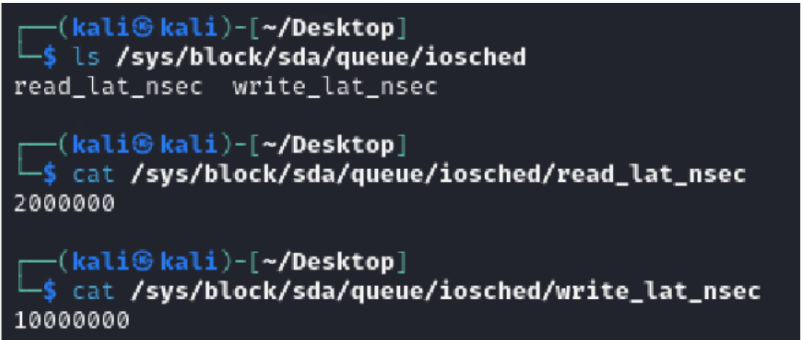 ┌──(kali㉿kali)-[~/Desktop]
└─$ ls /sys/block/sda/queue/iosched
read_lat_nsec  write_lat_nsec
┌──(kali㉿kali)-[~/Desktop]
└─$ cat /sys/block/sda/queue/iosched/read_lat_nsec
2000000
┌──(kali㉿kali)-[~/Desktop]
└─$ cat /sys/block/sda/queue/iosched/write_lat_nsec
10000000